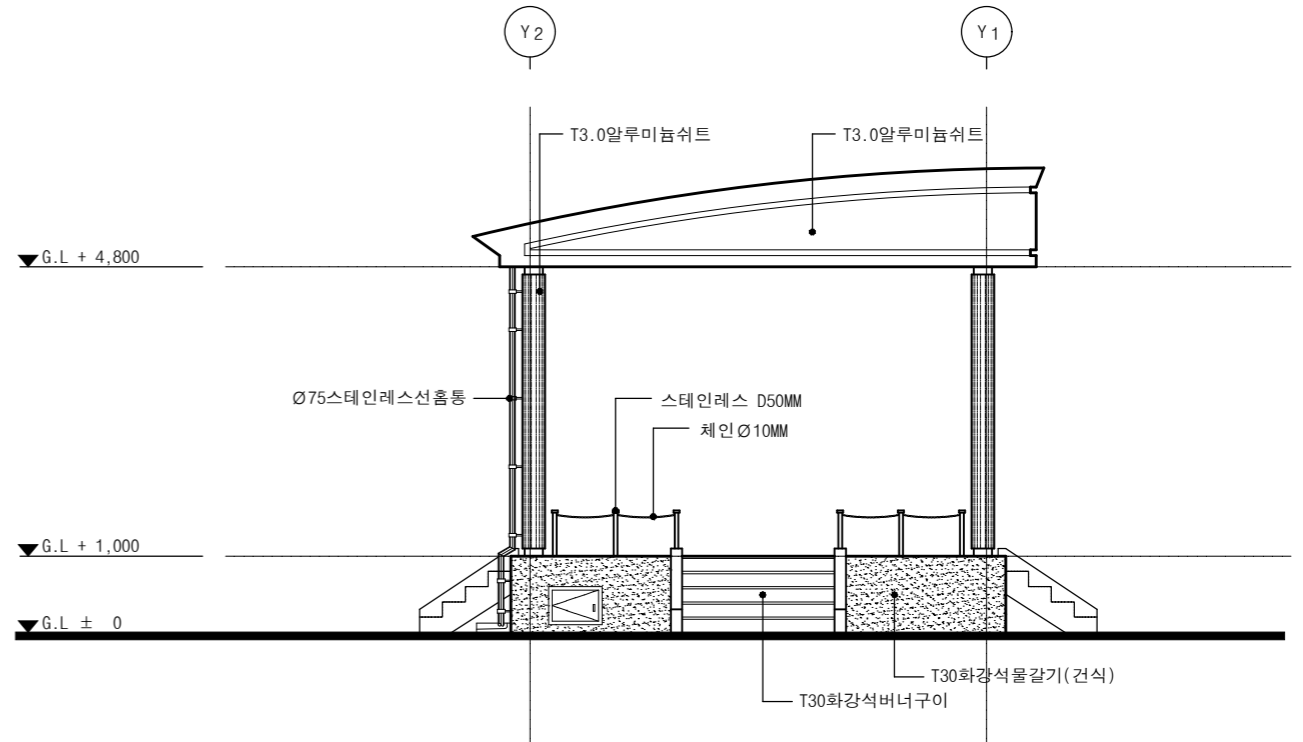 Y2
Y1
T3.0알루미늄쉬트
T3.0알루미늄쉬트
G.L + 4,800
Ø75스테인레스선홈통
스테인레스 D50MM
체인Ø10MM
G.L + 1,000
G.L ± 0
T30화강석물갈기(건식)
T30화강석버너구이